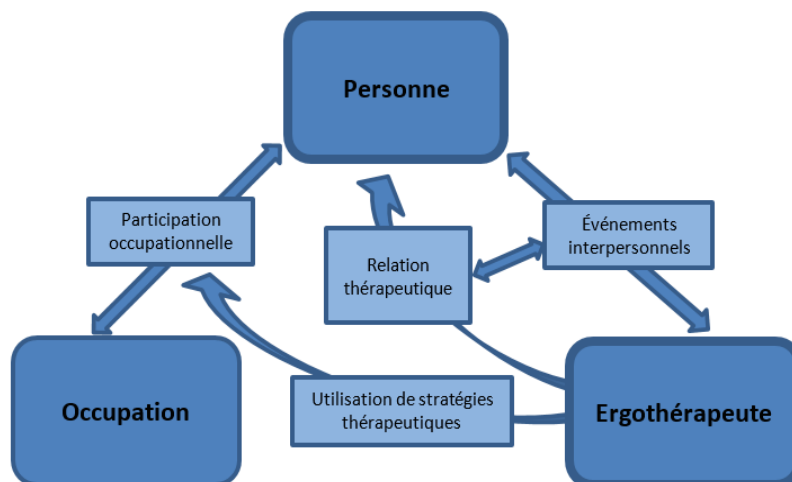 Personne
Participation
occupationnelle
Événements
interpersonnels
Relation
thérapeutique
Occupation
Utilisation de stratégies
thérapeutiques
Ergothérapeute